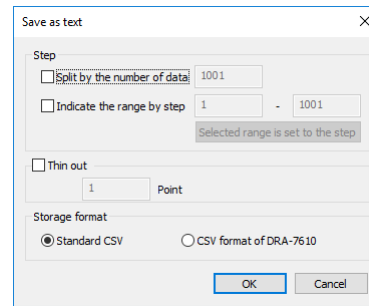 Save as text
Step
Split by the number of data 1001
Indicate the range by step 1 - 1001
Selected range is set to the step
Thin out
1 Point
Storage format
Standard CSV CSV format of DRA-7610
OK Cancel